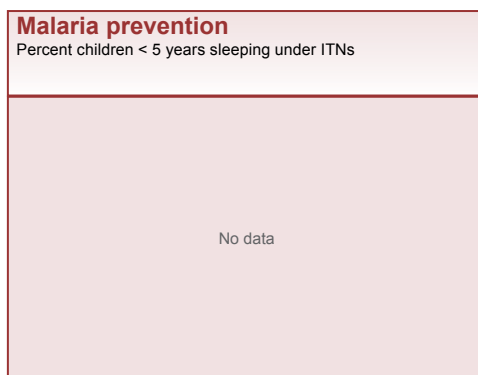 Malaria prevention
Percent children < 5 years sleeping under ITNs
No data